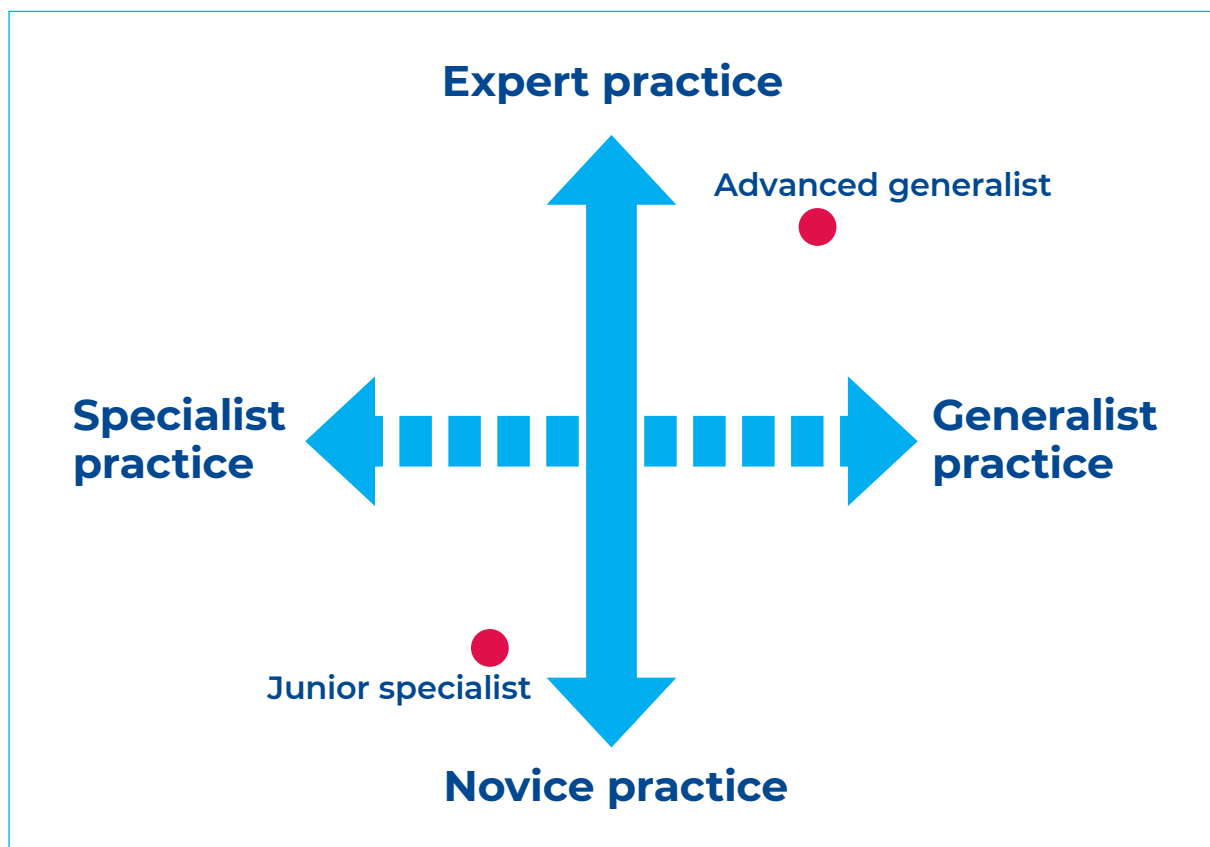 Expert practice
Advanced generalist
Specialist
practice
Generalist
practice
Junior specialist
Novice practice